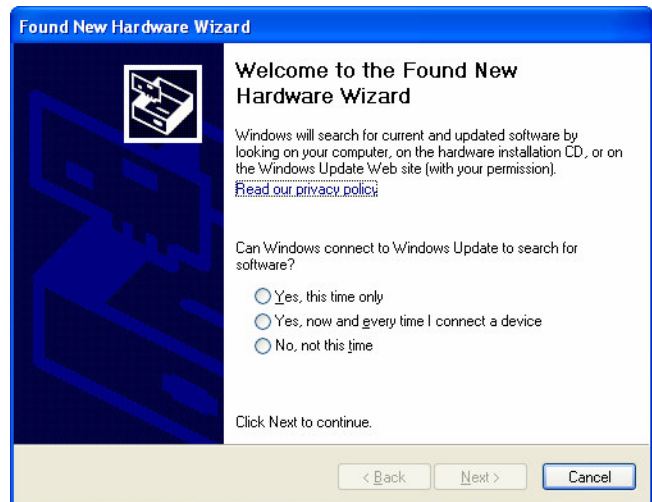 Found New Hardware Wizard
Welcome to the Found New
Hardware Wizard
Windows will search for current and updated software by
looking on your computer, on the hardware installation CD, or on
the Windows Update Web site (with your permission).
Read our privacy policy
Can Windows connect to Windows Update to search for
software?
Yes, this time only
Yes, now and every time I connect a device
No, not this time
Click Next to continue.
< Back Next > Cancel